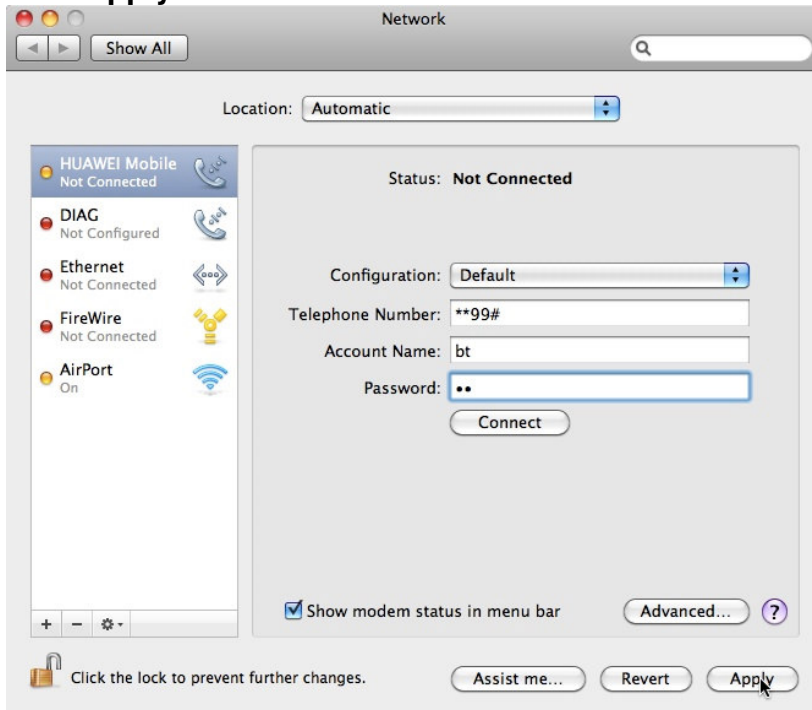 Network
Show All
Location: Automatic
HUAWEI Mobile
Not Connected
DIAG
Not Configured
Ethernet
Not Connected
FireWire
Not Connected
AirPort
On
Status: Not Connected
Configuration: Default
Telephone Number: **99#
Account Name: bt
Password: ••
Connect
Show modem status in menu bar
Advanced... ?
+ −
Click the lock to prevent further changes.
Assist me... Revert Apply